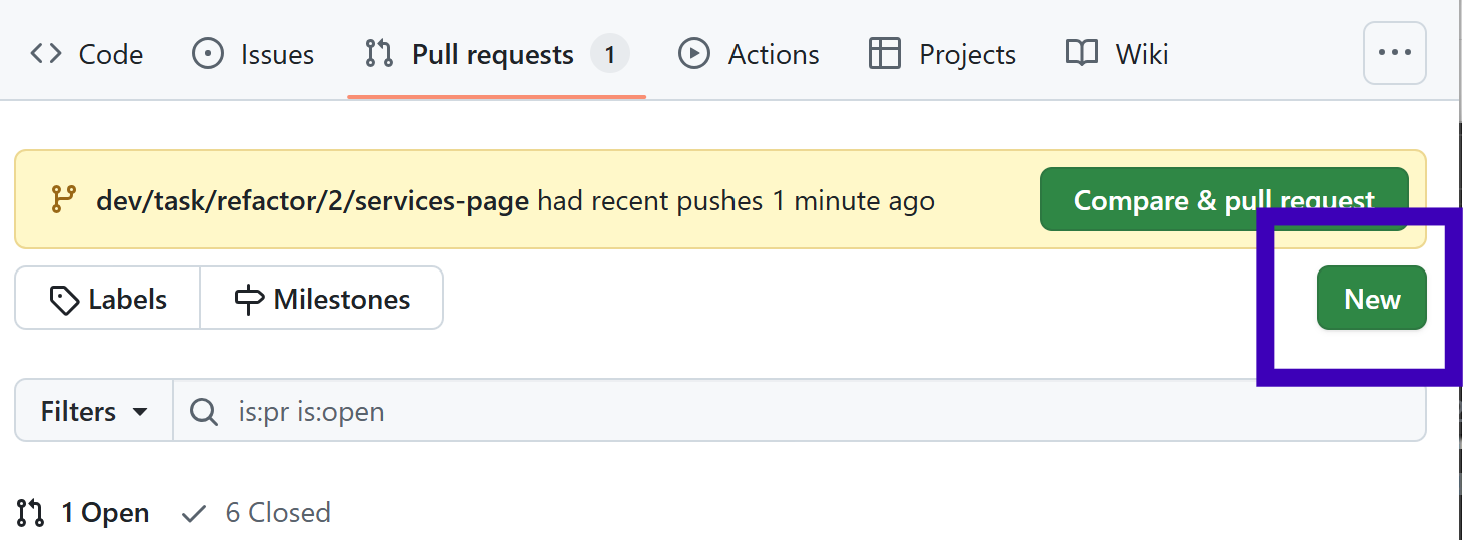 Code Issues Pull requests 1 Actions Projects Wiki
dev/task/refactor/2/services-page had recent pushes 1 minute ago Compare & pull request
Labels Milestones New
Filters is:pr is:open
1 Open 6 Closed